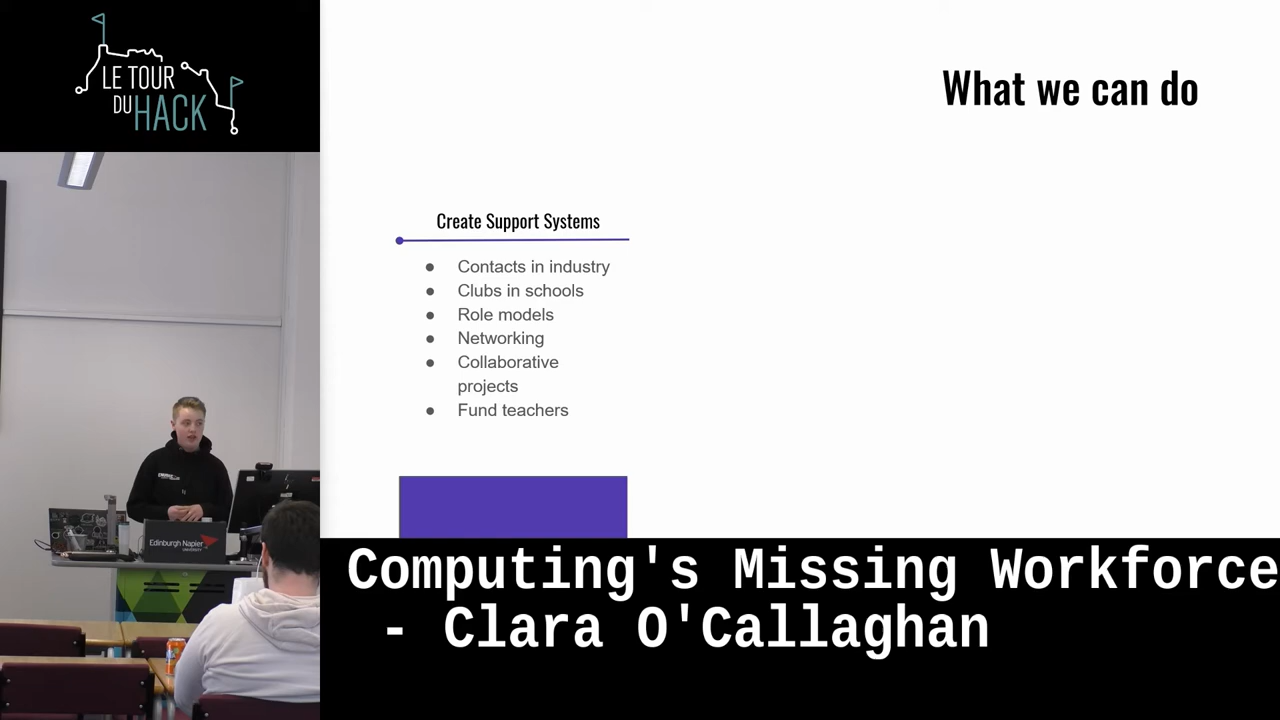 LE TOUR
DU HACK
What we can do
Create Support Systems
● Contacts in industry
● Clubs in schools
● Role models
● Networking
● Collaborative
projects
● Fund teachers
Edinburgh Napier
UNIVERSITY
Computing's Missing Workforce
- Clara O'Callaghan